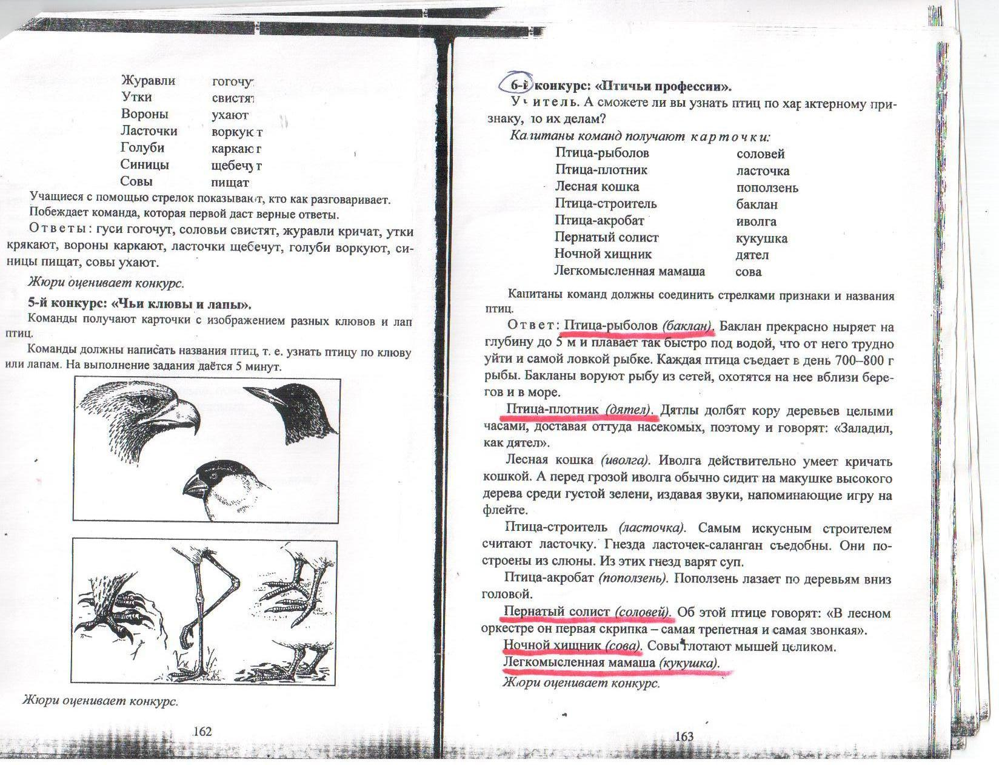 Журавли гогочут
Утки свистят
Вороны ухают
Ласточки воркуют
Голуби каркают
Синицы щебечут
Совы пищат
Учащиеся с помощью стрелок показывают, кто как разговаривает.
Побеждает команда, которая первой даст верные ответы.
Ответы: гуси гогочут, соловьи свистят, журавли кричат, утки
крякают, вороны каркают, ласточки щебечут, голуби воркуют, си-
ницы пищат, совы ухают.
Жюри оценивает конкурс.
5-й конкурс: «Чьи клювы и лапы».
Команды получают карточки с изображением разных клювов и лап
птиц.
Команды должны написать названия птиц, т. е. узнать птицу по клюву
или лапам. На выполнение задания даётся 5 минут.
Жюри оценивает конкурс.
162
6-й конкурс: «Птичьи профессии».
Учитель. А сможете ли вы узнать птиц по характерному при-
знаку, по их делам?
Капитаны команд получают карточки:
Птица-рыболов соловей
Птица-плотник ласточка
Лесная кошка поползень
Птица-строитель баклан
Птица-акробат иволга
Пернатый солист кукушка
Ночной хищник дятел
Легкомысленная мамаша сова
Капитаны команд должны соединить стрелками признаки и названия
птиц.
Ответ: Птица-рыболов (баклан). Баклан прекрасно ныряет на
глубину до 5 м и плавает так быстро под водой, что от него трудно
уйти и самой ловкой рыбке. Каждая птица съедает в день 700–800 г
рыбы. Бакланы воруют рыбу из сетей, охотятся на нее вблизи бере-
гов и в море.
Птица-плотник (дятел). Дятлы долбят кору деревьев целыми
часами, доставая оттуда насекомых, поэтому и говорят: «Заладил,
как дятел».
Лесная кошка (иволга). Иволга действительно умеет кричать
кошкой. А перед грозой иволга обычно сидит на макушке высокого
дерева среди густой зелени, издавая звуки, напоминающие игру на
флейте.
Птица-строитель (ласточка). Самым искусным строителем
считают ласточку. Гнезда ласточек-саланган съедобны. Они по-
строены из слюны. Из этих гнезд варят суп.
Птица-акробат (поползень). Поползень лазает по деревьям вниз
головой.
Пернатый солист (соловей). Об этой птице говорят: «В лесном
оркестре он первая скрипка – самая трепетная и самая звонкая».
Ночной хищник (сова). Совы глотают мышей целиком.
Легкомысленная мамаша (кукушка).
Жюри оценивает конкурс.
163